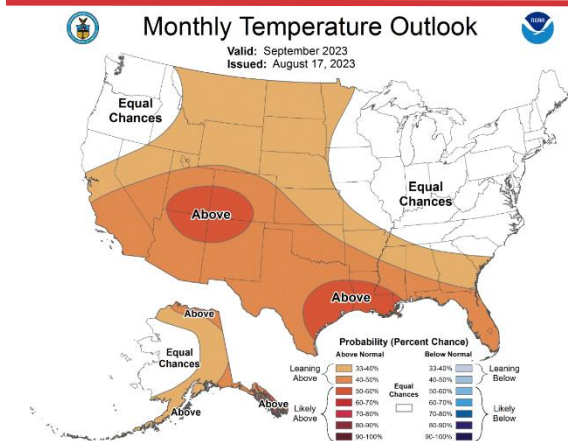 NOAA
Monthly Temperature Outlook
Valid: September 2023
Issued: August 17, 2023
Equal
Chances
Equal
Chances
Above
Above
Above
Equal
Chances
Above
Above
Probability (Percent Chance)
Above Normal
Below Normal
Leaning
Above
33-40%
40-50%
Likely
Above
50-60%
60-70%
70-80%
80-90%
90-100%
Equal
Chances
33-40%
40-50%
Leaning
Below
50-60%
60-70%
70-80%
80-90%
90-100%
Likely
Below